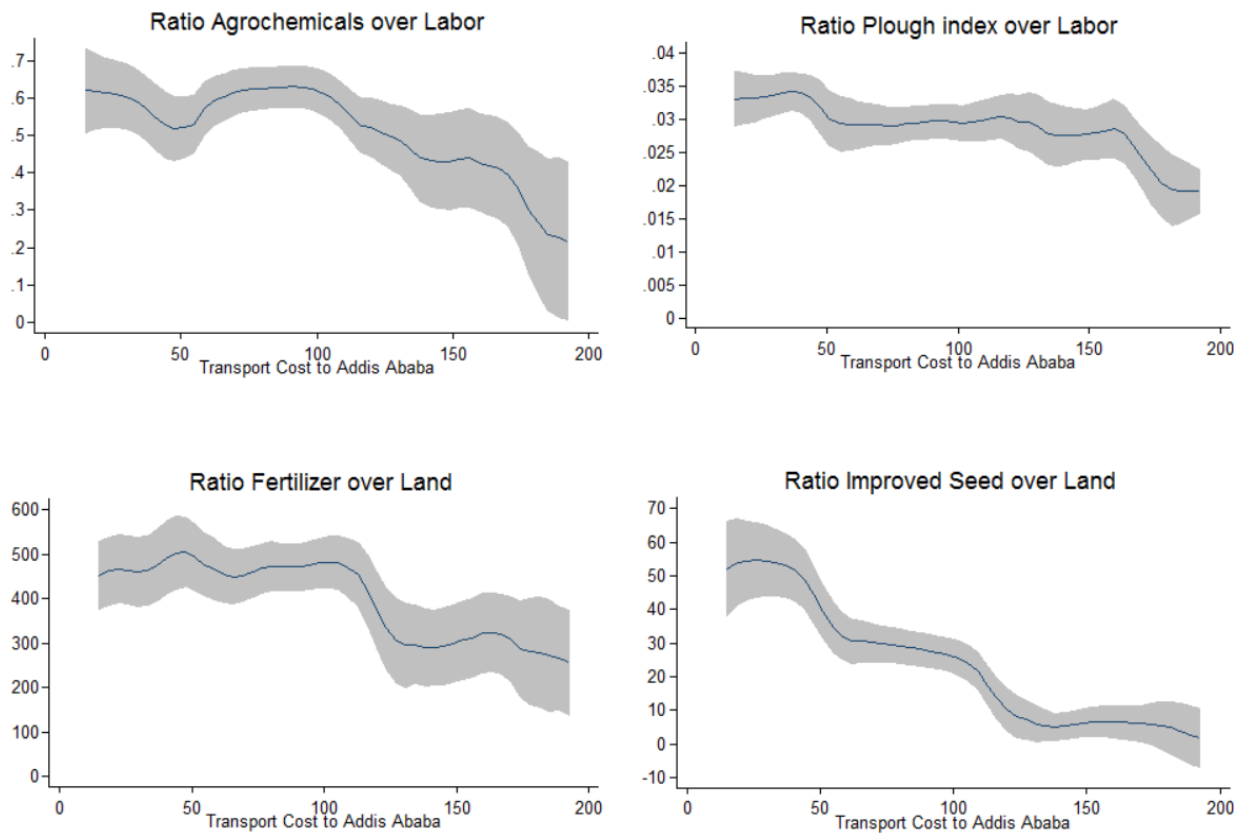 Ratio Agrochemicals over Labor
.7
.6
.5
.4
.3
.2
.1
0
0 50 100 150 200
Transport Cost to Addis Ababa
Ratio Plough index over Labor
.04
.035
.03
.025
.02
.015
.01
.005
0
0 50 100 150 200
Transport Cost to Addis Ababa
Ratio Fertilizer over Land
600
500
400
300
200
100
0
0 50 100 150 200
Transport Cost to Addis Ababa
Ratio Improved Seed over Land
70
60
50
40
30
20
10
0
-10
0 50 100 150 200
Transport Cost to Addis Ababa